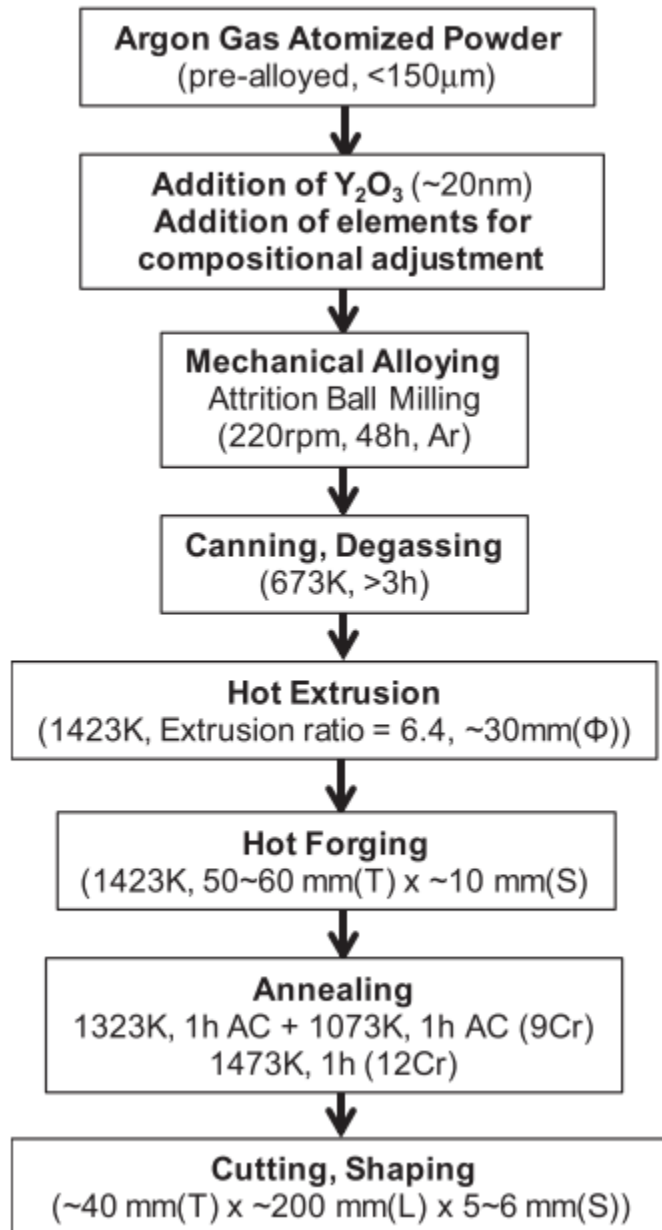 Argon Gas Atomized Powder
(pre-alloyed, <150μm)
Addition of Y₂O₃ (~20nm)
Addition of elements for
compositional adjustment
Mechanical Alloying
Attrition Ball Milling
(220rpm, 48h, Ar)
Canning, Degassing
(673K, >3h)
Hot Extrusion
(1423K, Extrusion ratio = 6.4, ~30mm(Φ))
Hot Forging
(1423K, 50~60 mm(T) x ~10 mm(S)
Annealing
1323K, 1h AC + 1073K, 1h AC (9Cr)
1473K, 1h (12Cr)
Cutting, Shaping
(~40 mm(T) x ~200 mm(L) x 5~6 mm(S))